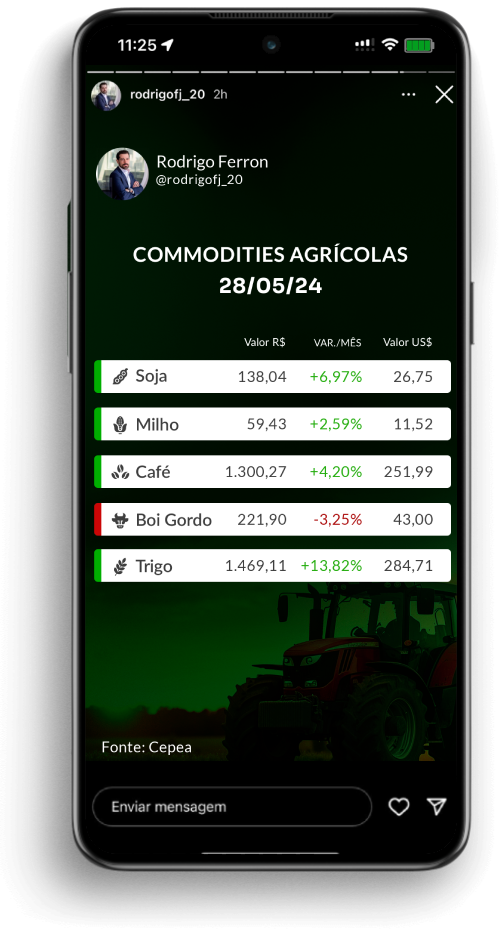 11:25
rodrigofj_20 2h
Rodrigo Ferron
@rodrigofj_20
COMMODITIES AGRÍCOLAS
28/05/24
Valor R$ VAR./MÊS Valor US$
Soja 138,04 +6,97% 26,75
Milho 59,43 +2,59% 11,52
Café 1.300,27 +4,20% 251,99
Boi Gordo 221,90 -3,25% 43,00
Trigo 1.469,11 +13,82% 284,71
Fonte: Cepea
Enviar mensagem